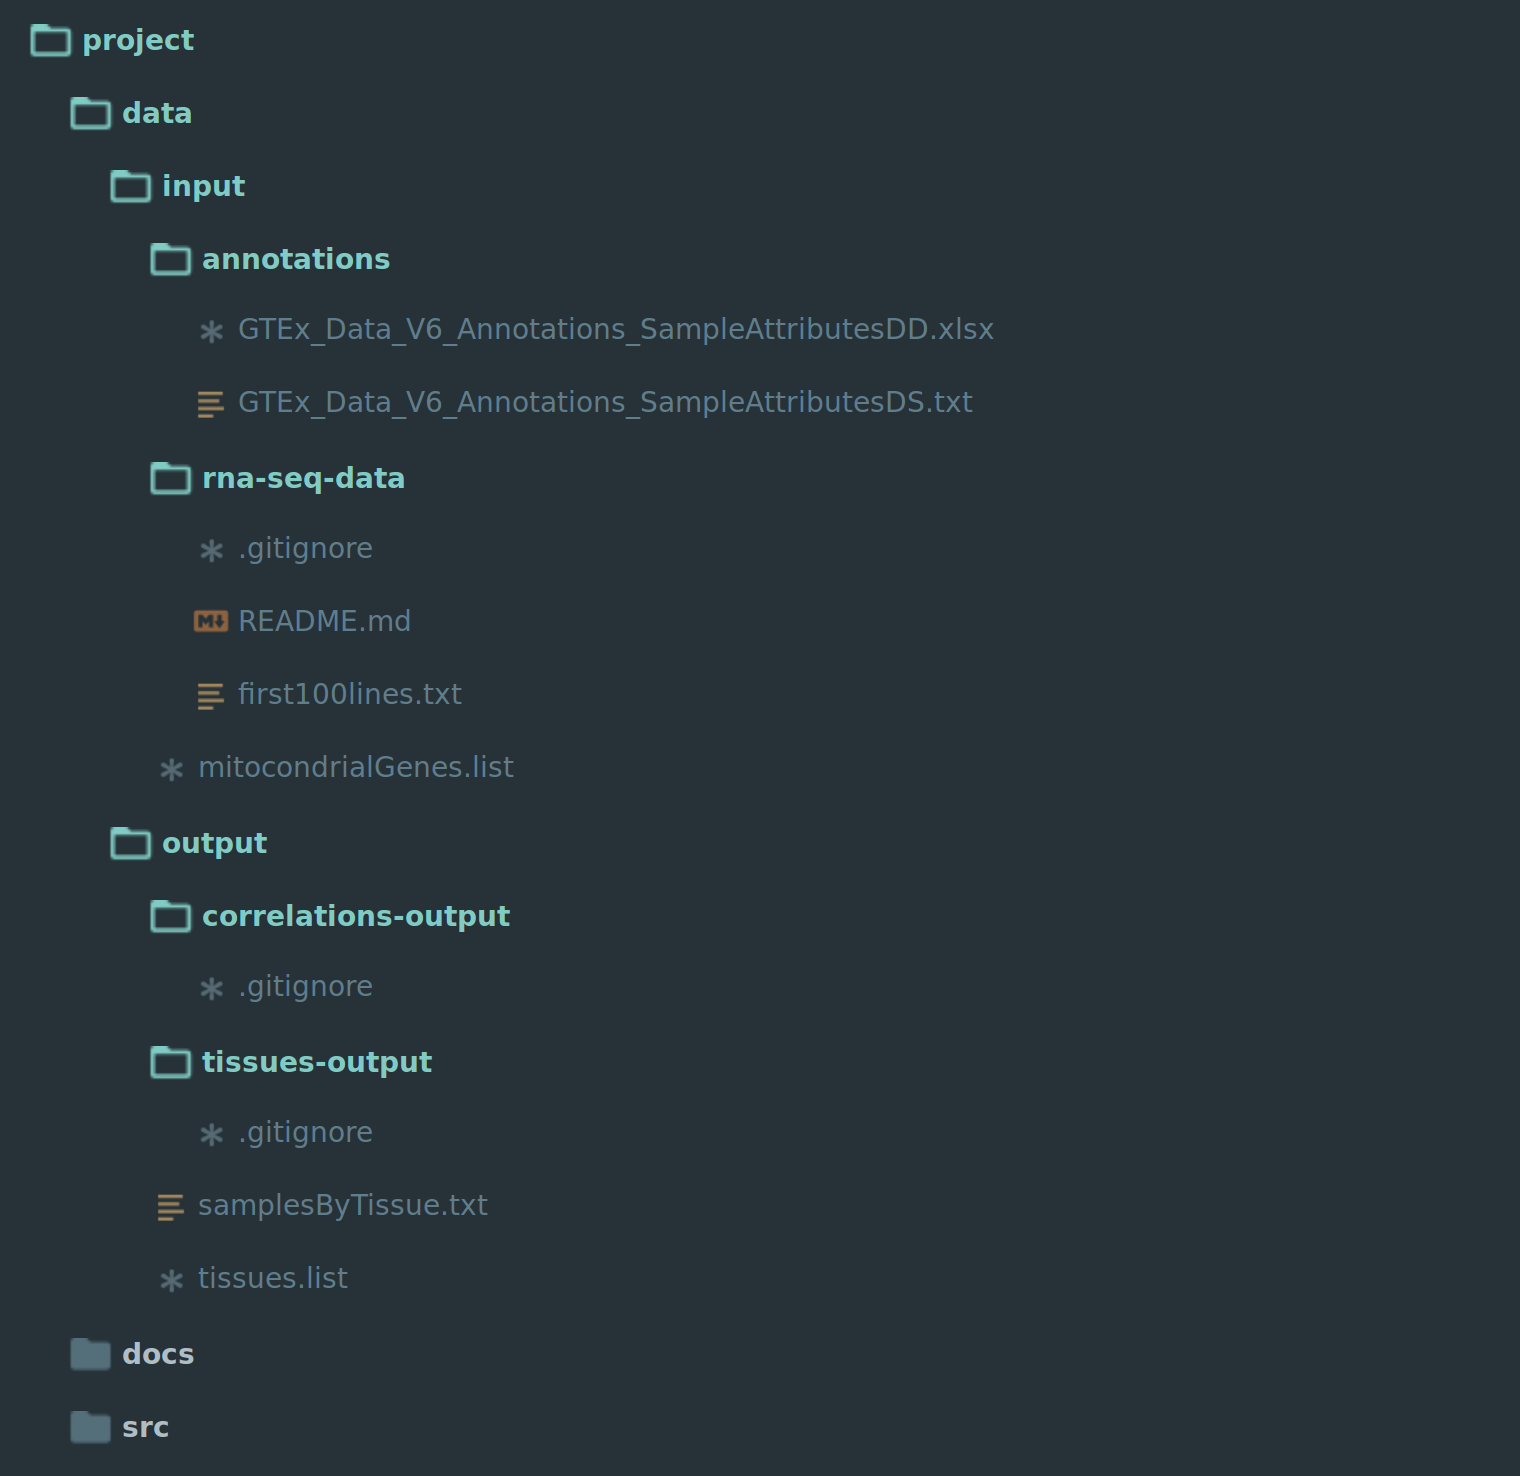 project
data
input
annotations
GTEx_Data_V6_Annotations_SampleAttributesDD.xlsx
GTEx_Data_V6_Annotations_SampleAttributesDS.txt
rna-seq-data
.gitignore
README.md
first100lines.txt
mitocondrialGenes.list
output
correlations-output
.gitignore
tissues-output
.gitignore
samplesByTissue.txt
tissues.list
docs
src